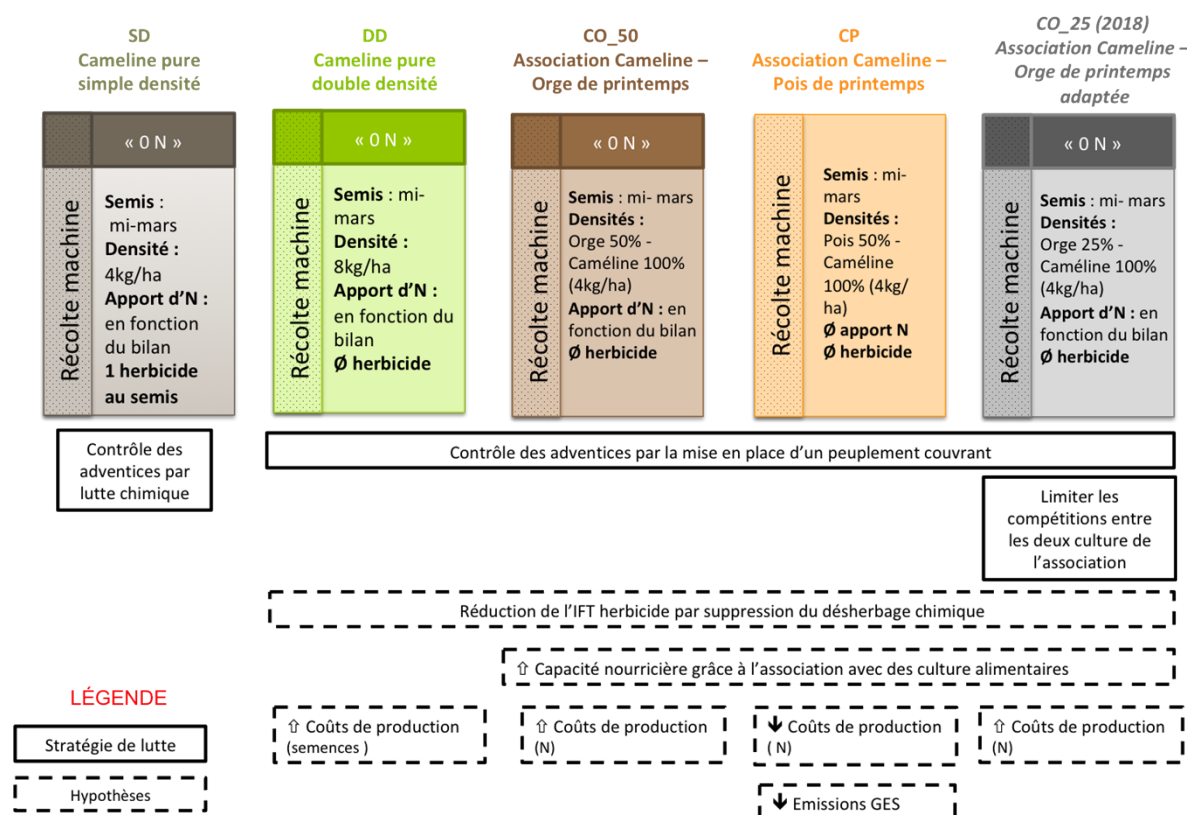 SD
Cameline pure
simple densité
DD
Cameline pure
double densité
CO_50
Association Cameline –
Orge de printemps
CP
Association Cameline –
Pois de printemps
CO_25 (2018)
Association Cameline –
Orge de printemps
adaptée
« 0 N »
Récolte machine
Semis :
mi-mars
Densité :
4kg/ha
Apport d'N :
en fonction
du bilan
1 herbicide
au semis
« 0 N »
Récolte machine
Semis : mi-
mars
Densité :
8kg/ha
Apport d'N :
en fonction du
bilan
Ø herbicide
« 0 N »
Récolte machine
Semis : mi- mars
Densités :
Orge 50% -
Caméline 100%
(4kg/ha)
Apport d'N : en
fonction du bilan
Ø herbicide
Récolte machine
Semis : mi-
mars
Densités :
Pois 50% -
Caméline
100% (4kg/
ha)
Ø apport N
Ø herbicide
« 0 N »
Récolte machine
Semis : mi- mars
Densités :
Orge 25% -
Caméline 100%
(4kg/ha)
Apport d'N : en
fonction du bilan
Ø herbicide
Contrôle des
adventices par
lutte chimique
Contrôle des adventices par la mise en place d'un peuplement couvrant
Limiter les
compétitions entre
les deux culture de
l'association
Réduction de l'IFT herbicide par suppression du désherbage chimique
⇧ Capacité nourricière grâce à l'association avec des culture alimentaires
LÉGENDE
Stratégie de lutte
Hypothèses
⇧ Coûts de production
(semences )
⇧ Coûts de production
(N)
🡻 Coûts de production
( N)
⇧ Coûts de production
(N)
🡻 Emissions GES